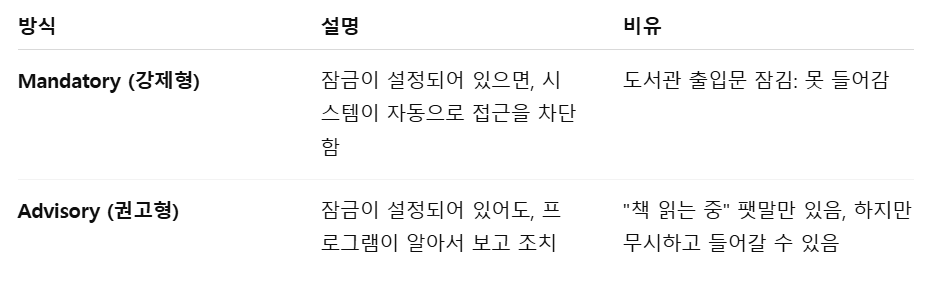 방식 설명 비유
Mandatory (강제형) 잠금이 설정되어 있으면, 시 도서관 출입문 잠김: 못 들어감
스템이 자동으로 접근을 차단
함
Advisory (권고형) 잠금이 설정되어 있어도, 프 "책 읽는 중" 팻말만 있음, 하지만
로그램이 알아서 보고 조치 무시하고 들어갈 수 있음